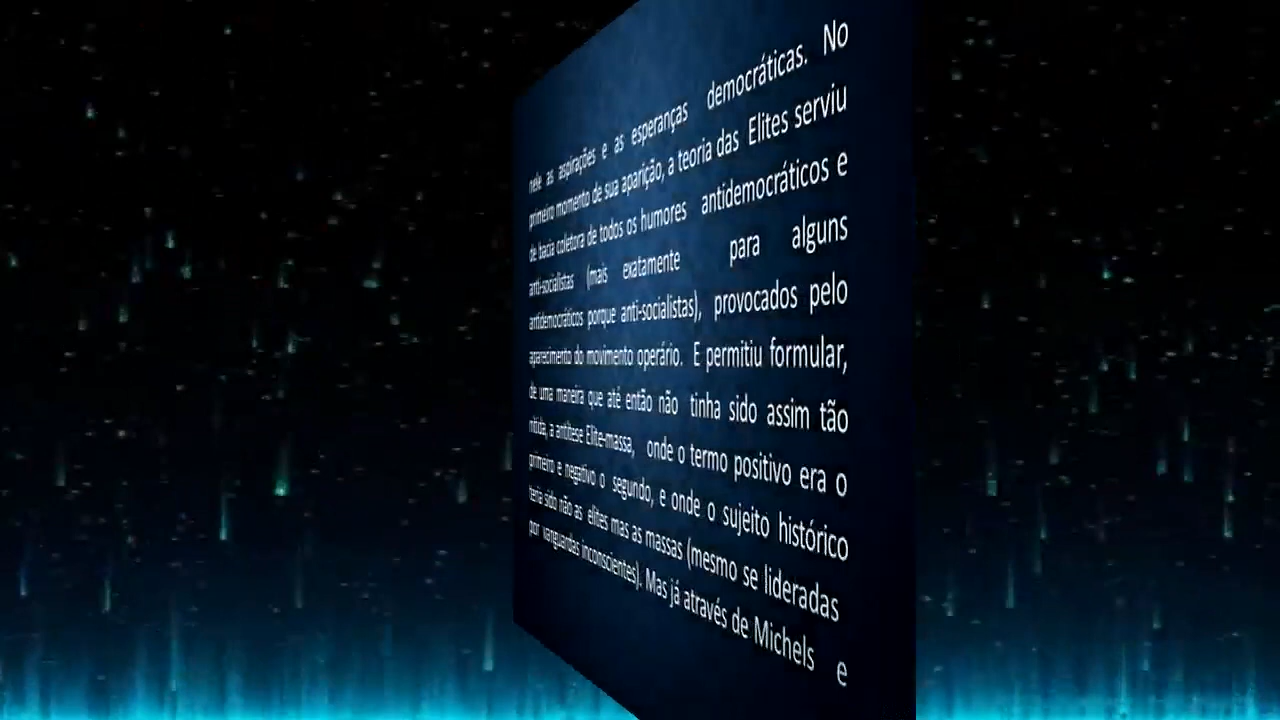 nele as aspirações e as esperanças democráticas. No
primeiro momento de sua aparição, a teoria das Elites serviu
de bacia coletora de todos os humores antidemocráticos e
anti-socialistas (mais exatamente para alguns
antidemocráticos porque anti-socialistas), provocados pelo
aparecimento do movimento operário. E permitiu formular,
de uma maneira que até então não tinha sido assim tão
nítida, a antítese Elite-massa, onde o termo positivo era o
primeiro e negativo o segundo, e onde o sujeito histórico
teria sido não as elites mas as massas (mesmo se lideradas
por vanguardas inconscientes). Mas já através de Michels e